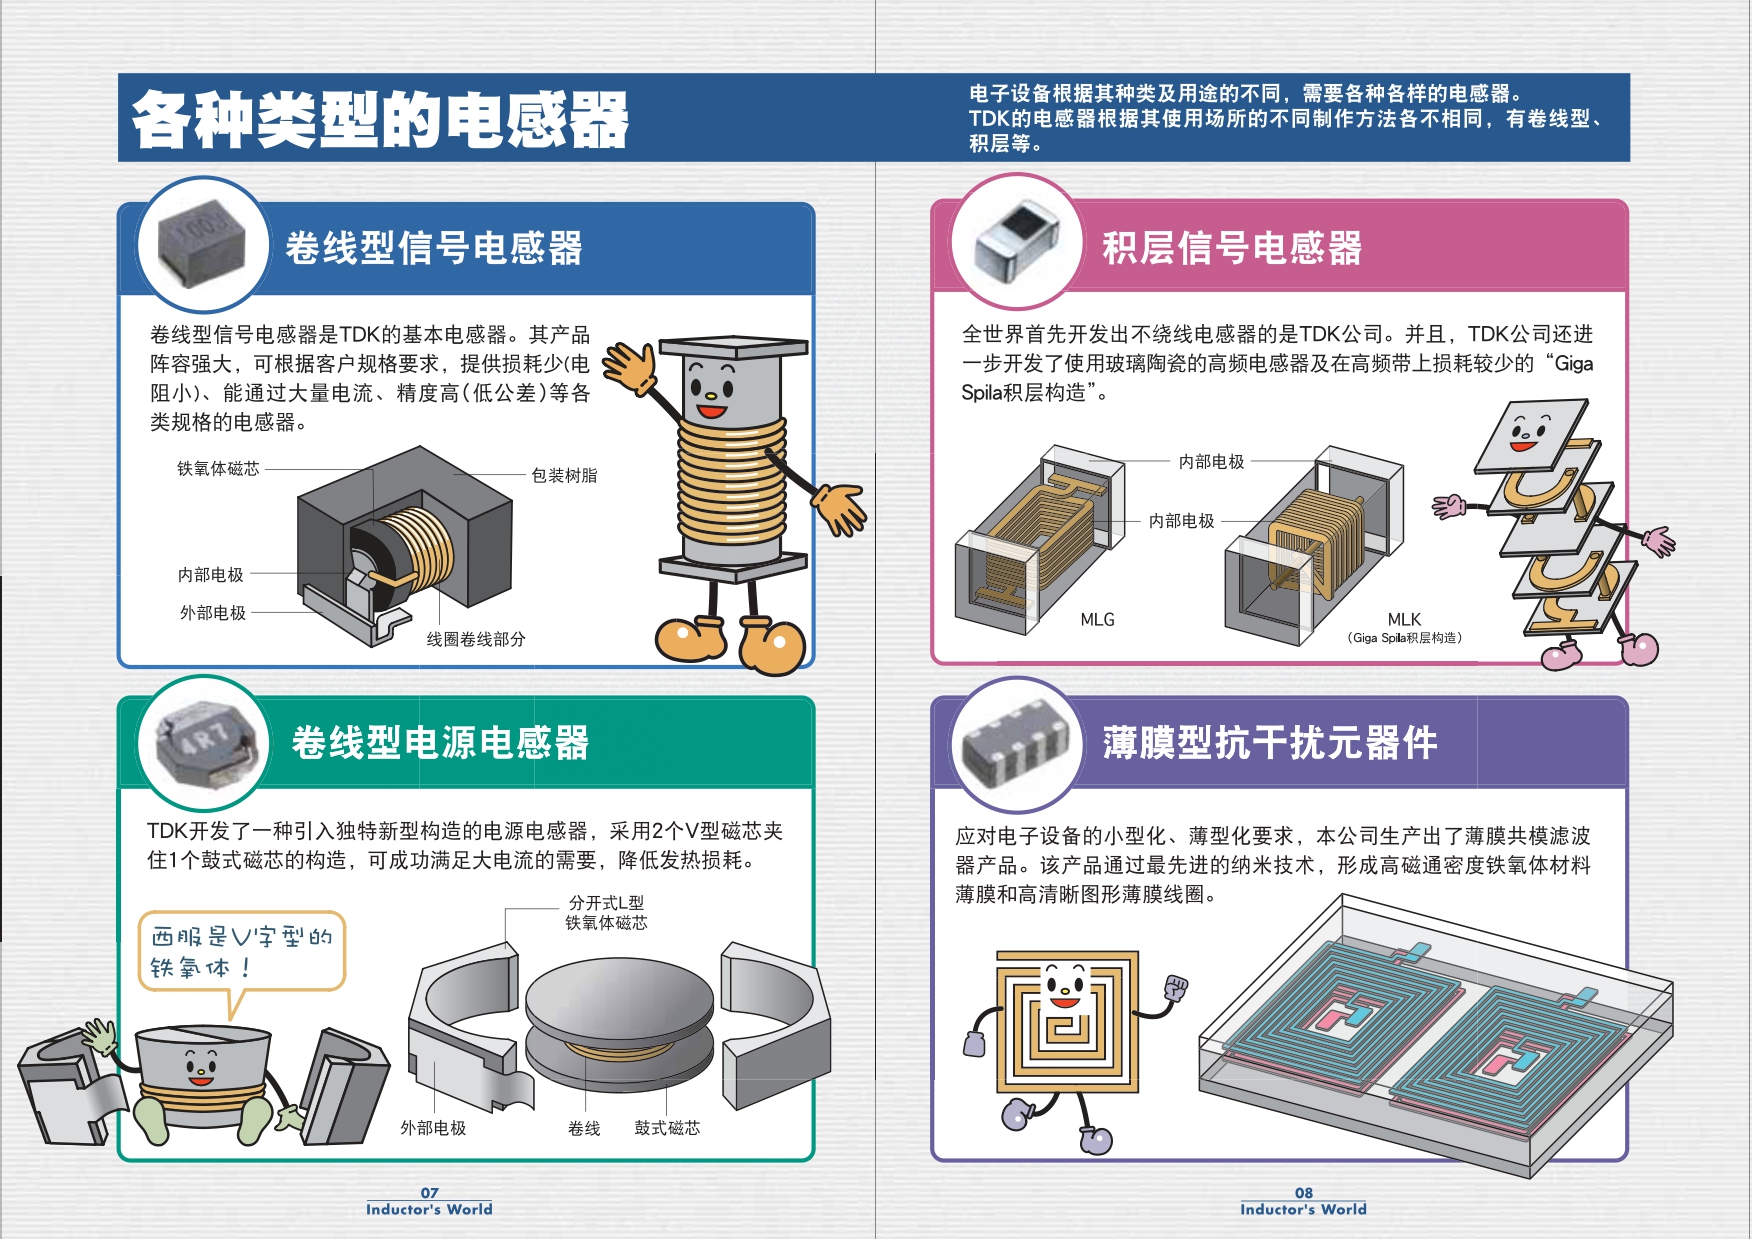 各种类型的电感器
电子设备根据其种类及用途的不同，需要各种各样的电感器。
TDK的电感器根据其使用场所的不同制作方法各不相同，有卷线型、
积层等。
100
卷线型信号电感器
卷线型信号电感器是TDK的基本电感器。其产品
阵容强大，可根据客户规格要求，提供损耗少(电
阻小)、能通过大量电流、精度高(低公差)等各
类规格的电感器。
铁氧体磁芯
包装树脂
内部电极
外部电极
线圈卷线部分
积层信号电感器
全世界首先开发出不绕线电感器的是TDK公司。并且，TDK公司还进
一步开发了使用玻璃陶瓷的高频电感器及在高频带上损耗较少的“Giga
Spila积层构造”。
内部电极
内部电极
MLG
MLK
（Giga Spila积层构造）
4R7
卷线型电源电感器
TDK开发了一种引入独特新型构造的电源电感器，采用2个V型磁芯夹
住1个鼓式磁芯的构造，可成功满足大电流的需要，降低发热损耗。
西服是V字型的
铁氧体！
分开式L型
铁氧体磁芯
外部电极
卷线
鼓式磁芯
薄膜型抗干扰元器件
应对电子设备的小型化、薄型化要求，本公司生产出了薄膜共模滤波
器产品。该产品通过最先进的纳米技术，形成高磁通密度铁氧体材料
薄膜和高清晰图形薄膜线圈。
07
Inductor's World
08
Inductor's World